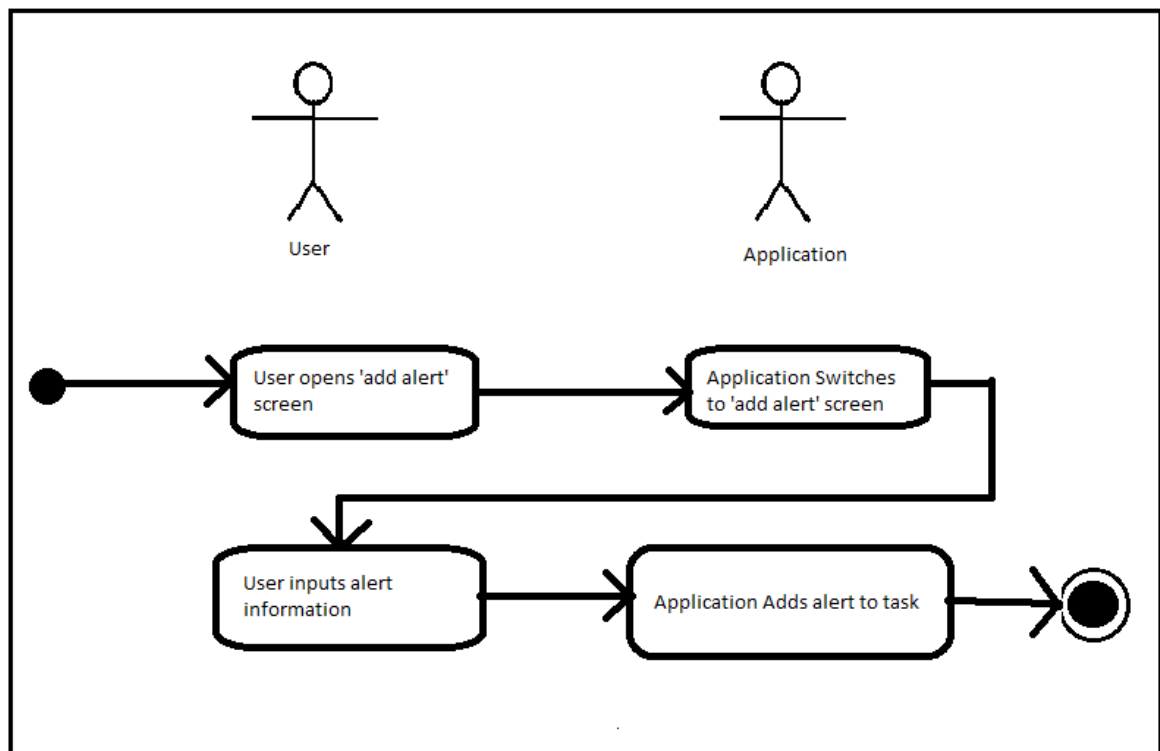 User
Application
User opens 'add alert'
screen
Application Switches
to 'add alert' screen
User inputs alert
information
Application Adds alert to task